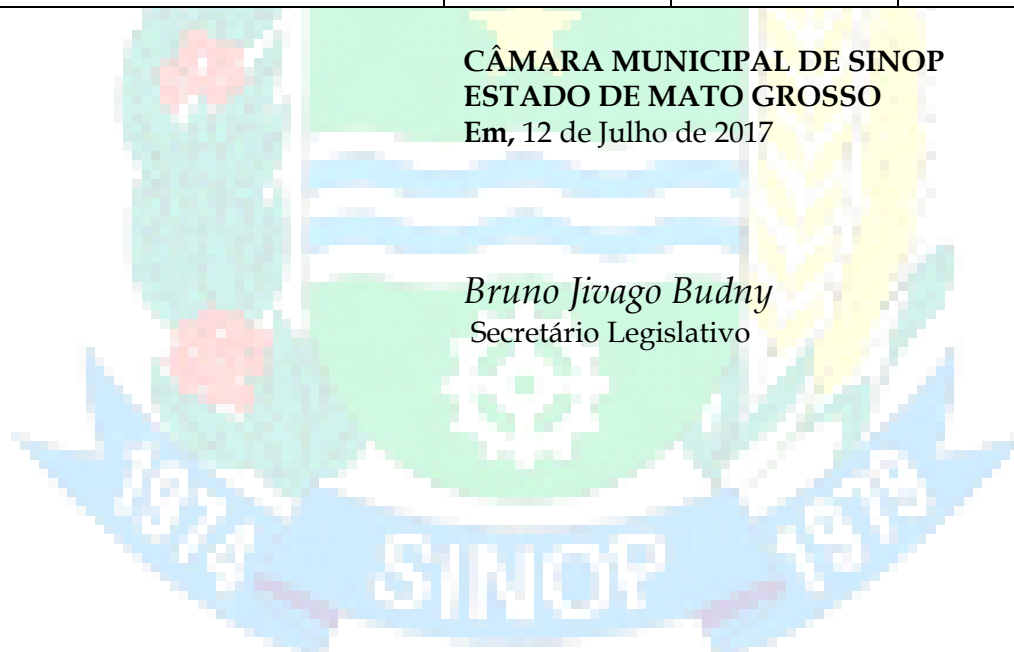 CÂMARA MUNICIPAL DE SINOP
ESTADO DE MATO GROSSO
Em, 12 de Julho de 2017
Bruno Jivago Budny
Secretário Legislativo
1974 SINOP 1979